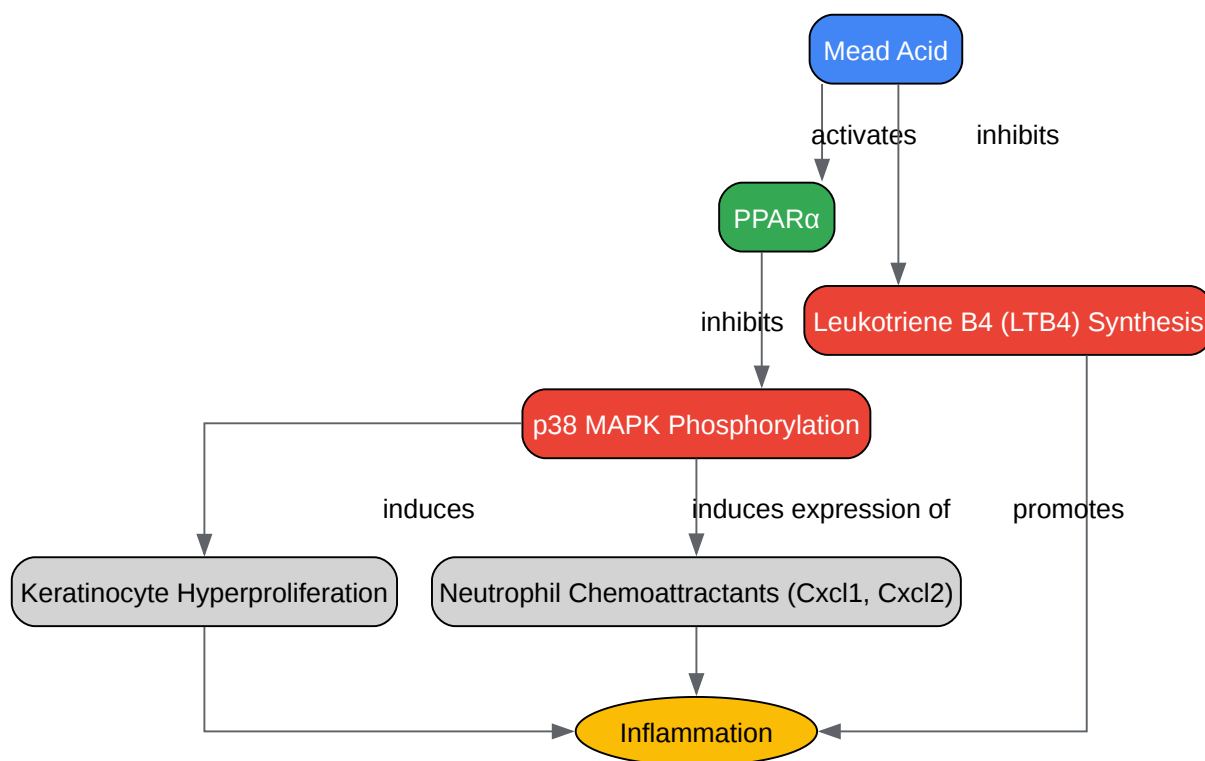 Mead Acid
activates
inhibits
PPARα
Leukotriene B4 (LTB4) Synthesis
inhibits
p38 MAPK Phosphorylation
induces
induces expression of
promotes
Keratinocyte Hyperproliferation
Neutrophil Chemoattractants (Cxcl1, Cxcl2)
Inflammation